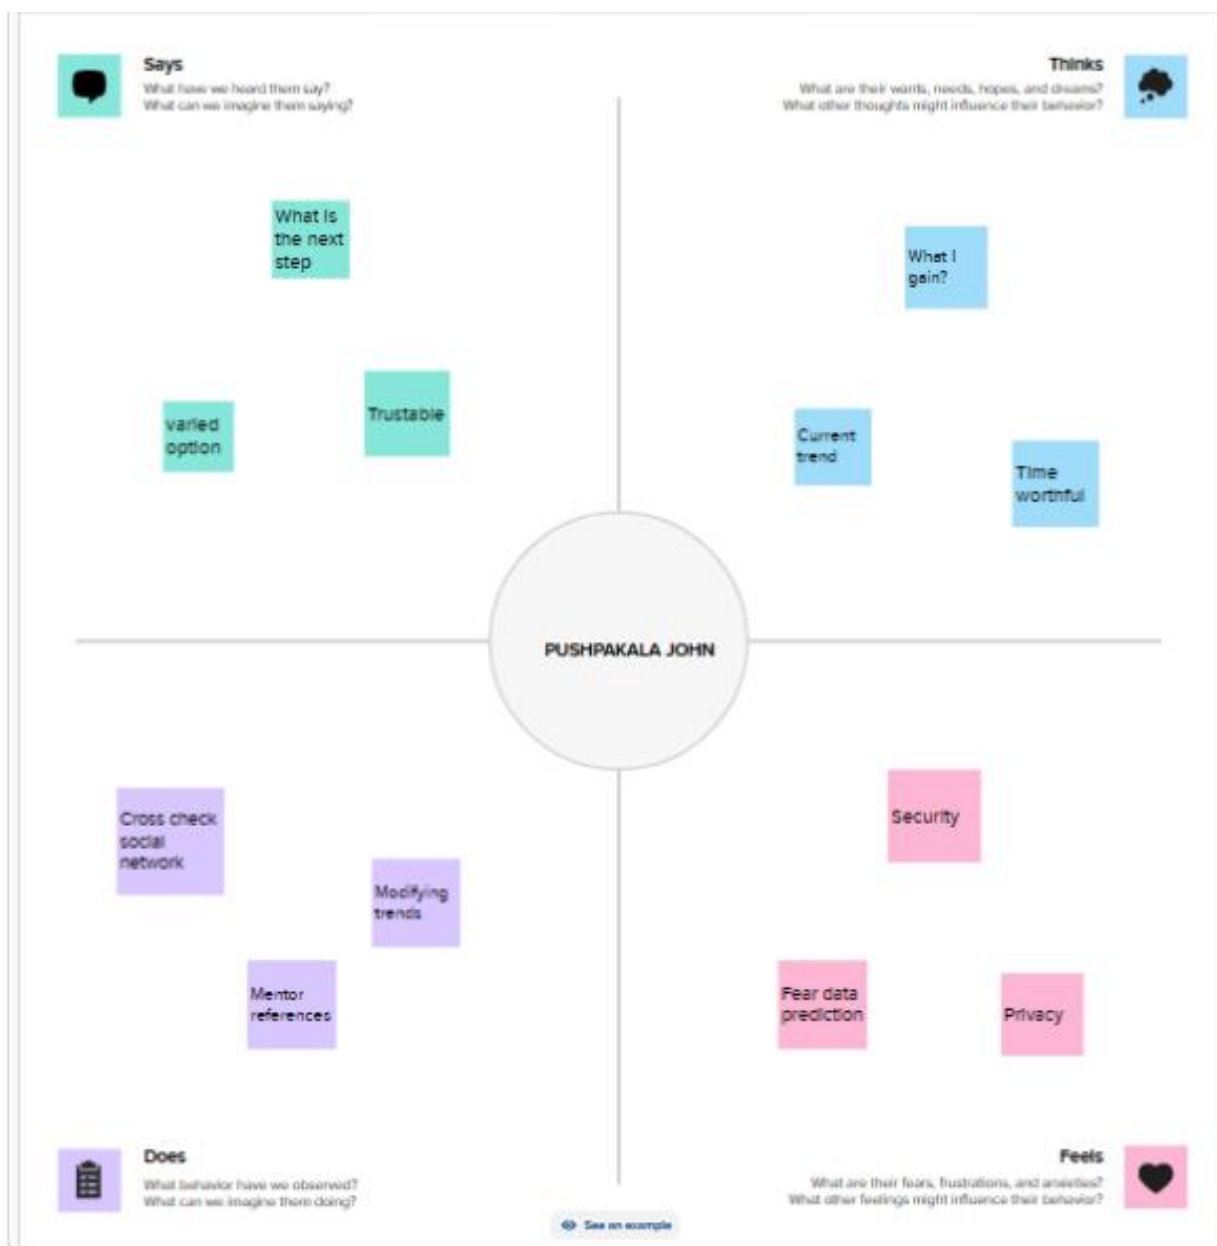 Says
What have we heard them say?
What can we imagine them saying?
Thinks
What are their wants, needs, hopes, and dreams?
What other thoughts might influence their behavior?
What is
the next
step
varied
option
Trustable
What I
gain?
Current
trend
Time
worthful
PUSHPAKALA JOHN
Cross check
social
network
Modifying
trends
Mentor
references
Security
Fear data
prediction
Privacy
Does
What behavior have we observed?
What can we imagine them doing?
Feels
What are their fears, frustrations, and anxieties?
What other feelings might influence their behavior?
See an example